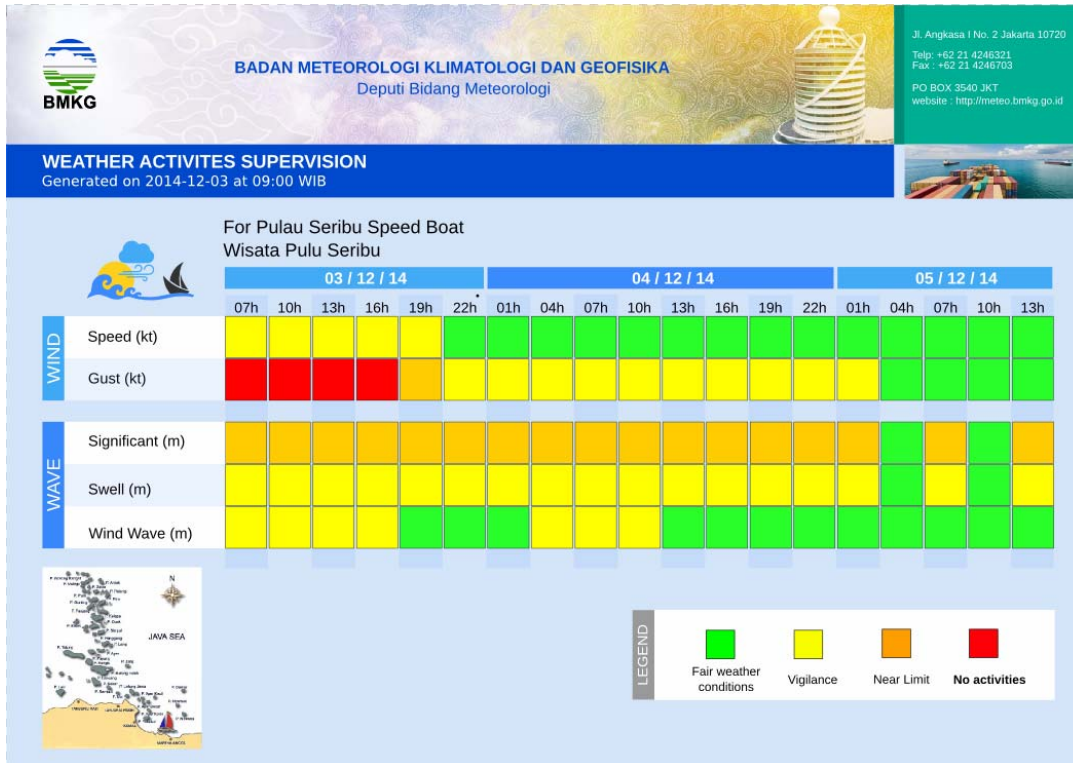 BMKG
BADAN METEOROLOGI KLIMATOLOGI DAN GEOFISIKA
Deputi Bidang Meteorologi
Jl. Angkasa I No. 2 Jakarta 10720
Telp: +62 21 4246321
Fax : +62 21 4246703
PO BOX 3540 JKT
website : http://meteo.bmkg.go.id
WEATHER ACTIVITES SUPERVISION
Generated on 2014-12-03 at 09:00 WIB
For Pulau Seribu Speed Boat
Wisata Pulu Seribu
03 / 12 / 14 04 / 12 / 14 05 / 12 / 14
07h 10h 13h 16h 19h 22h 01h 04h 07h 10h 13h 16h 19h 22h 01h 04h 07h 10h 13h
WIND
Speed (kt)
Gust (kt)
WAVE
Significant (m)
Swell (m)
Wind Wave (m)
N
JAVA SEA
LEGEND
Fair weather
conditions
Vigilance
Near Limit
No activities